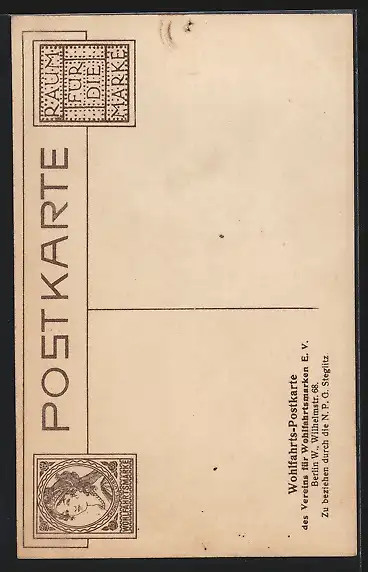 POSTKARTE
RAUM
FÜR DIE
MARKE
WOHLFAHRTSMARKE
Wohlfahrts-Postkarte
des Vereins für Wohlfahrtsmarken E. V.
Berlin W., Wilhelmstr. 68.
Zu beziehen durch die N. P. G. Steglitz